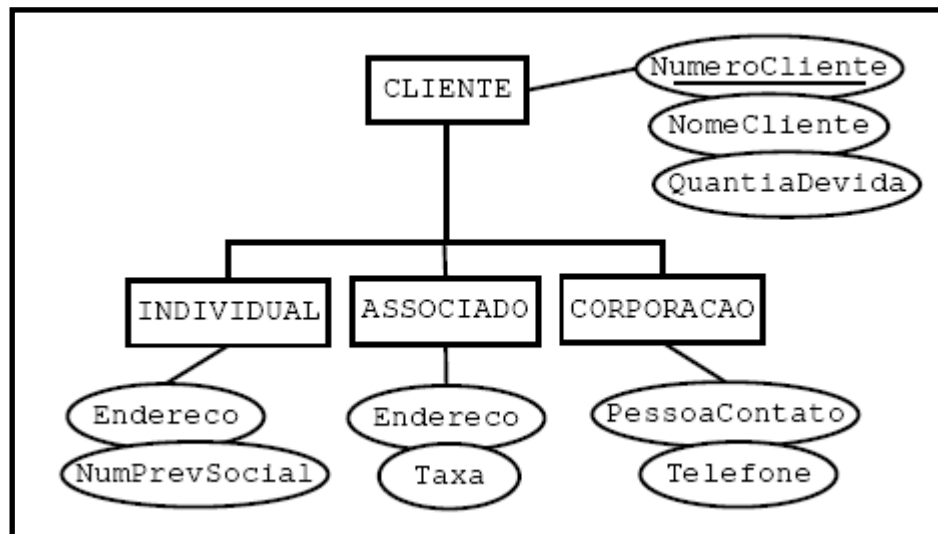 CLIENTE
NumeroCliente
NomeCliente
QuantiaDevida
INDIVIDUAL
ASSOCIADO
CORPORACAO
Endereco
NumPrevSocial
Endereco
Taxa
PessoaContato
Telefone